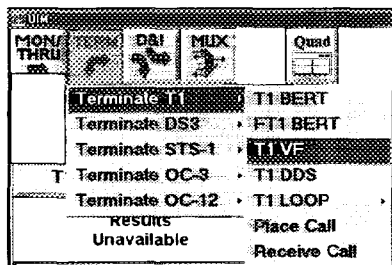 MON/ TERM D&I MUX Quad
THRU
Terminate T1 T1 BERT
Terminate DS3 FT1 BERT
Terminate STS-1 T1 VF
T Terminate OC-3 T1 DDS
Terminate OC-12 T1 LOOP
Results Place Call
Unavailable Receive Call